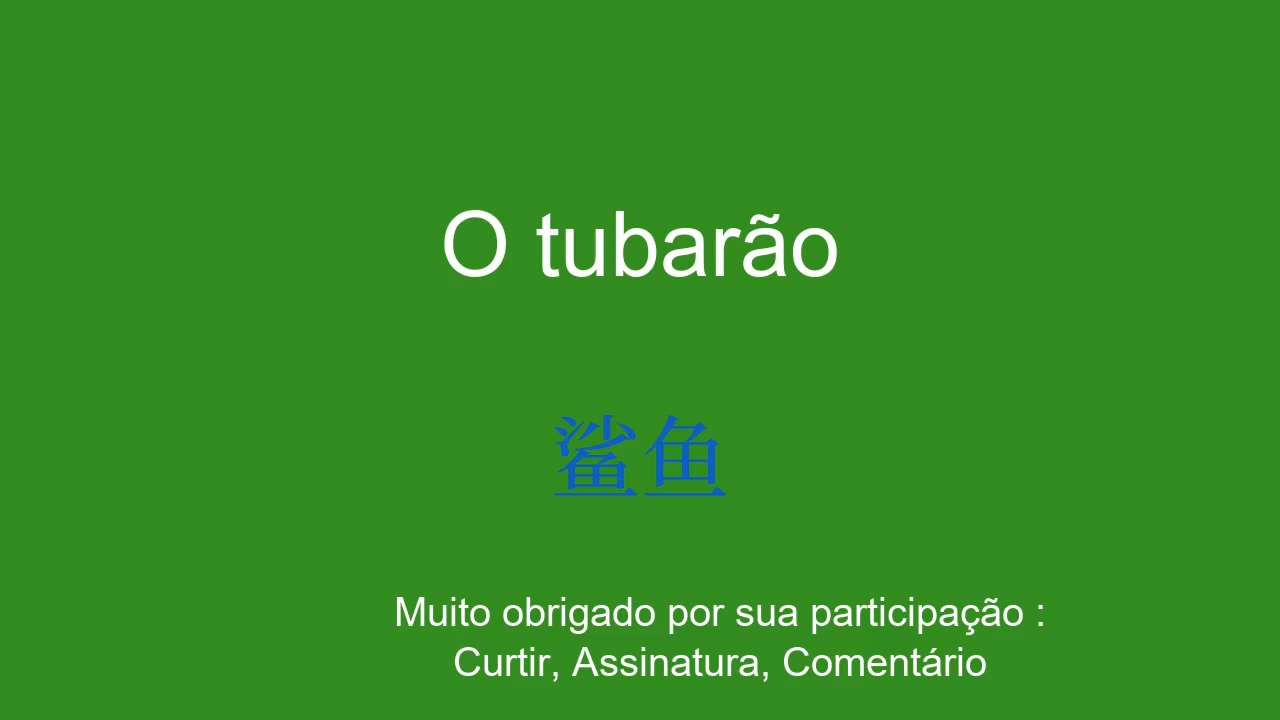 O tubarão
鲨鱼
Muito obrigado por sua participação :
Curtir, Assinatura, Comentário